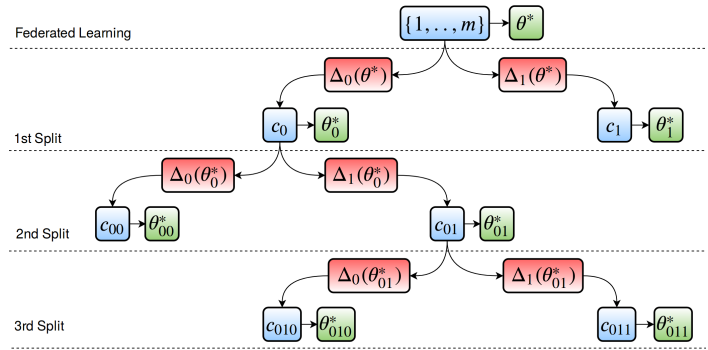 Federated Learning {1,..,m} θ*
Δ₀(θ*) Δ₁(θ*)
1st Split c₀ θ₀* c₁ θ₁*
Δ₀(θ₀*) Δ₁(θ₀*)
2nd Split c₀₀ θ₀₀* c₀₁ θ₀₁*
Δ₀(θ₀₁*) Δ₁(θ₀₁*)
3rd Split c₀₁₀ θ₀₁₀* c₀₁₁ θ₀₁₁*